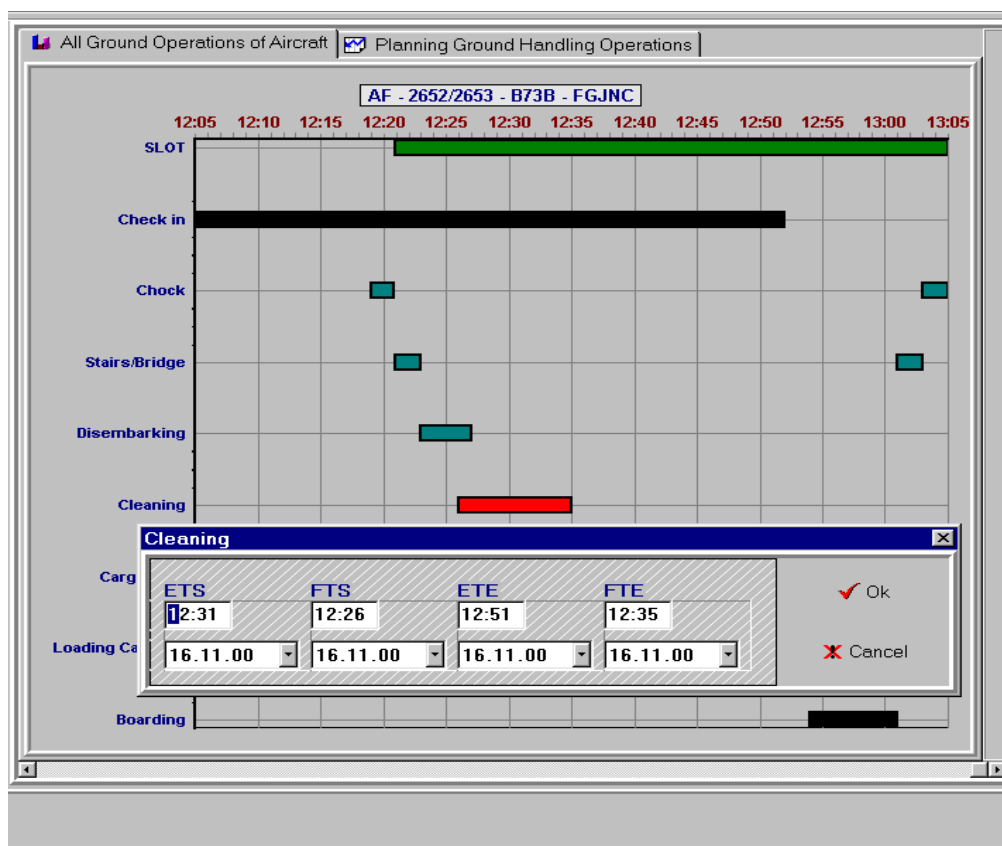 All Ground Operations of Aircraft Planning Ground Handling Operations
AF - 2652/2653 - B73B - FGJNC
12:05 12:10 12:15 12:20 12:25 12:30 12:35 12:40 12:45 12:50 12:55 13:00 13:05
SLOT
Check in
Chock
Stairs/Bridge
Disembarking
Cleaning
Cleaning
Carg
ETS FTS ETE FTE
Ok
12:31 12:26 12:51 12:35
Loading Ca
16.11.00 16.11.00 16.11.00 16.11.00
Cancel
Boarding